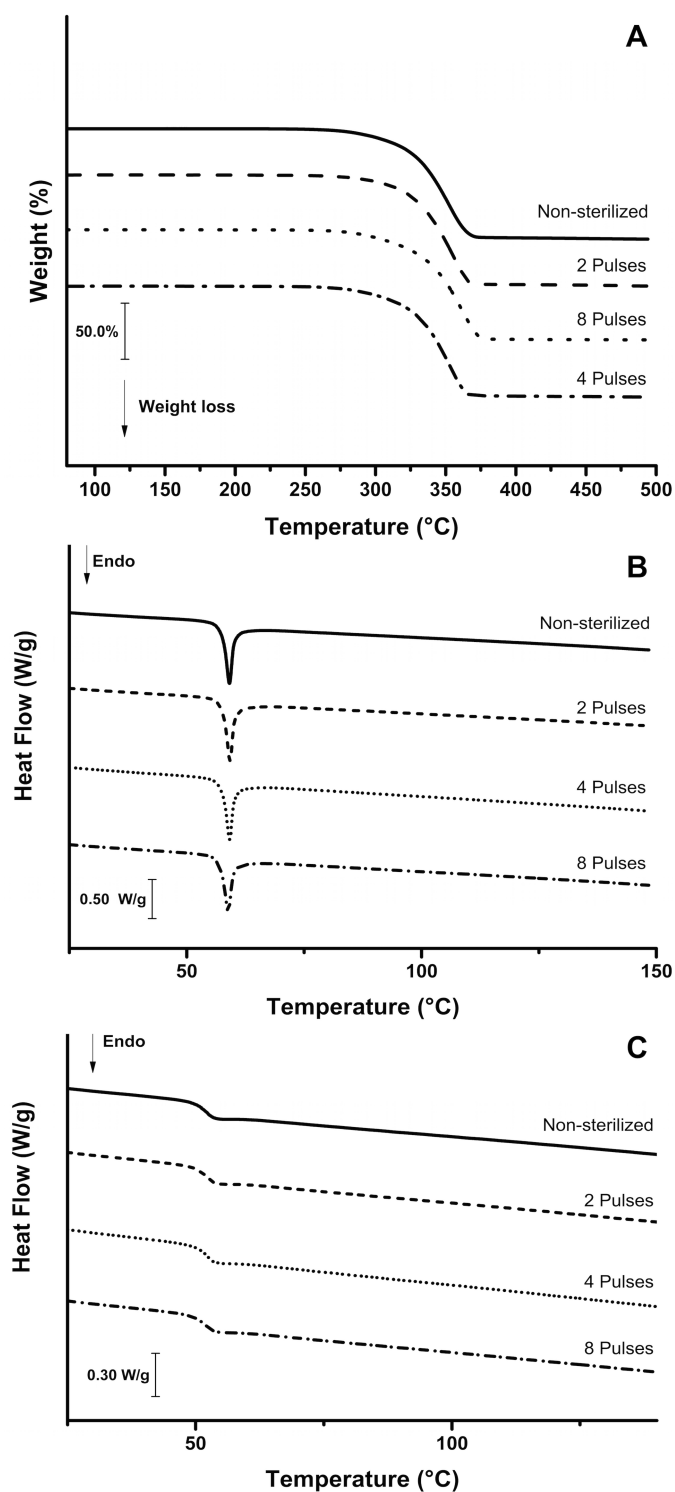 A
Weight (%)
Non-sterilized
2 Pulses
8 Pulses
50.0%
4 Pulses
Weight loss
100 150 200 250 300 350 400 450 500
Temperature (°C)
Endo
B
Heat Flow (W/g)
Non-sterilized
2 Pulses
4 Pulses
8 Pulses
0.50 W/g
50 100 150
Temperature (°C)
Endo
C
Heat Flow (W/g)
Non-sterilized
2 Pulses
4 Pulses
8 Pulses
0.30 W/g
50 100
Temperature (°C)